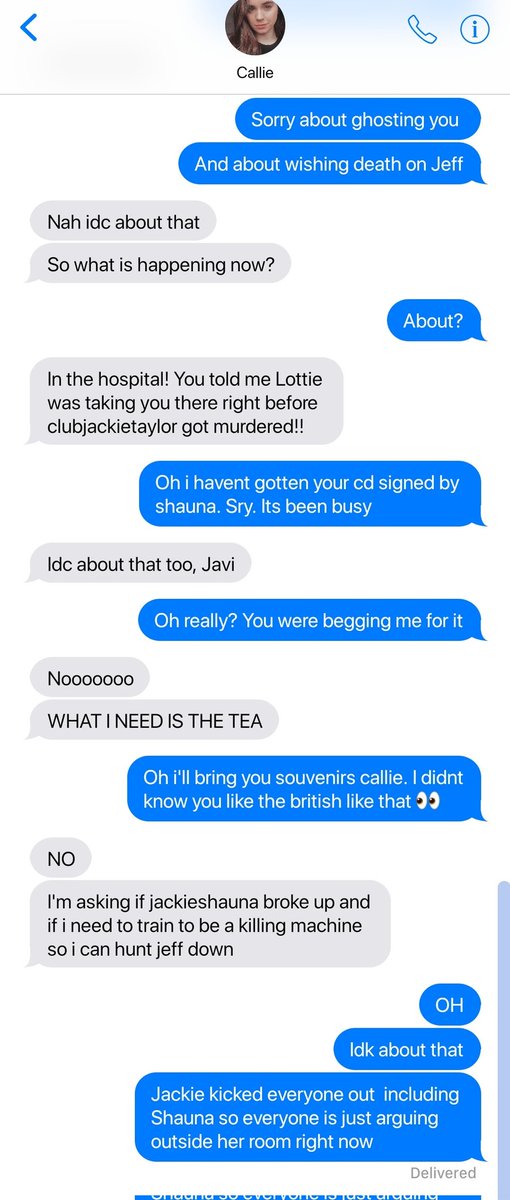 Callie
Sorry about ghosting you
And about wishing death on Jeff
Nah idc about that
So what is happening now?
About?
In the hospital! You told me Lottie
was taking you there right before
clubjackietaylor got murdered!!
Oh i havent gotten your cd signed by
shauna. Sry. Its been busy
Idc about that too, Javi
Oh really? You were begging me for it
Nooooooo
WHAT I NEED IS THE TEA
Oh i'll bring you souvenirs callie. I didnt
know you like the british like that 👀
NO
I'm asking if jackieshauna broke up and
if i need to train to be a killing machine
so i can hunt jeff down
OH
Idk about that
Jackie kicked everyone out  including
Shauna so everyone is just arguing
outside her room right now
Delivered
Shauna so everyone is just arguing